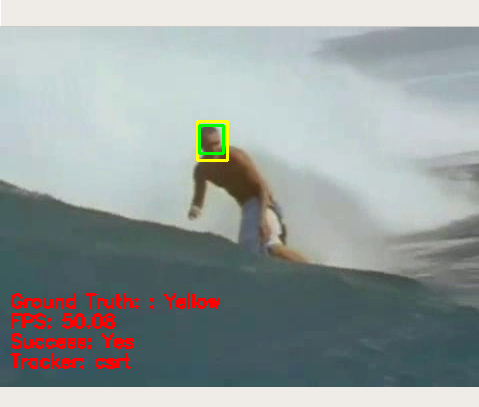 Ground Truth: : Yellow
FPS: 50.08
Success: Yes
Tracker: csrt